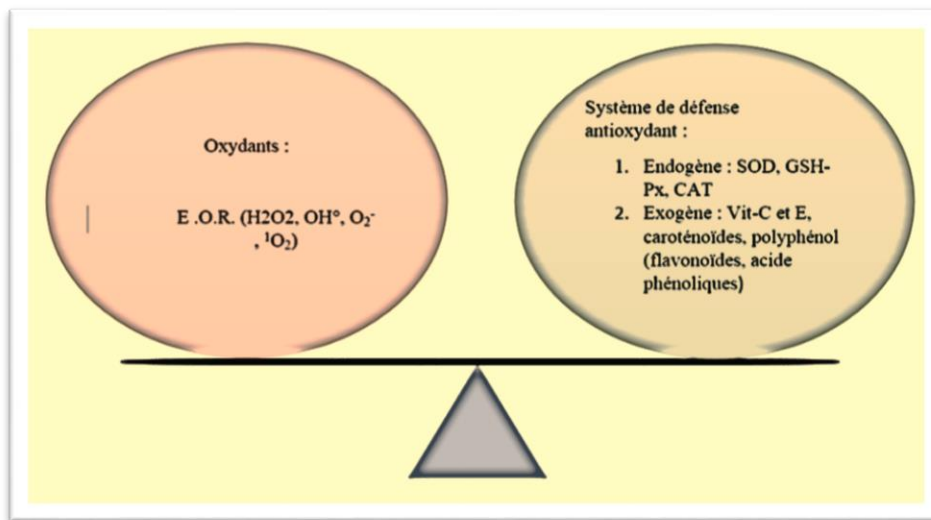 Oxydants :
E .O.R. (H2O2, OH°, O₂⁻
, ¹O₂)
Système de défense
antioxydant :
1. Endogène : SOD, GSH-
Px, CAT
2. Exogène : Vit-C et E,
caroténoïdes, polyphénol
(flavonoïdes, acide
phénoliques)